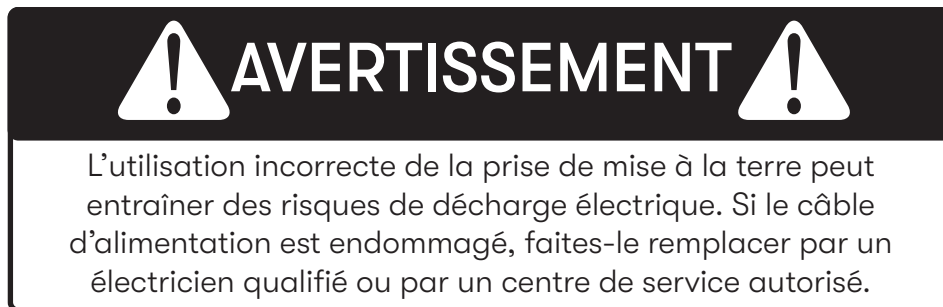 AVERTISSEMENT
L'utilisation incorrecte de la prise de mise à la terre peut
entraîner des risques de décharge électrique. Si le câble
d'alimentation est endommagé, faites-le remplacer par un
électricien qualifié ou par un centre de service autorisé.